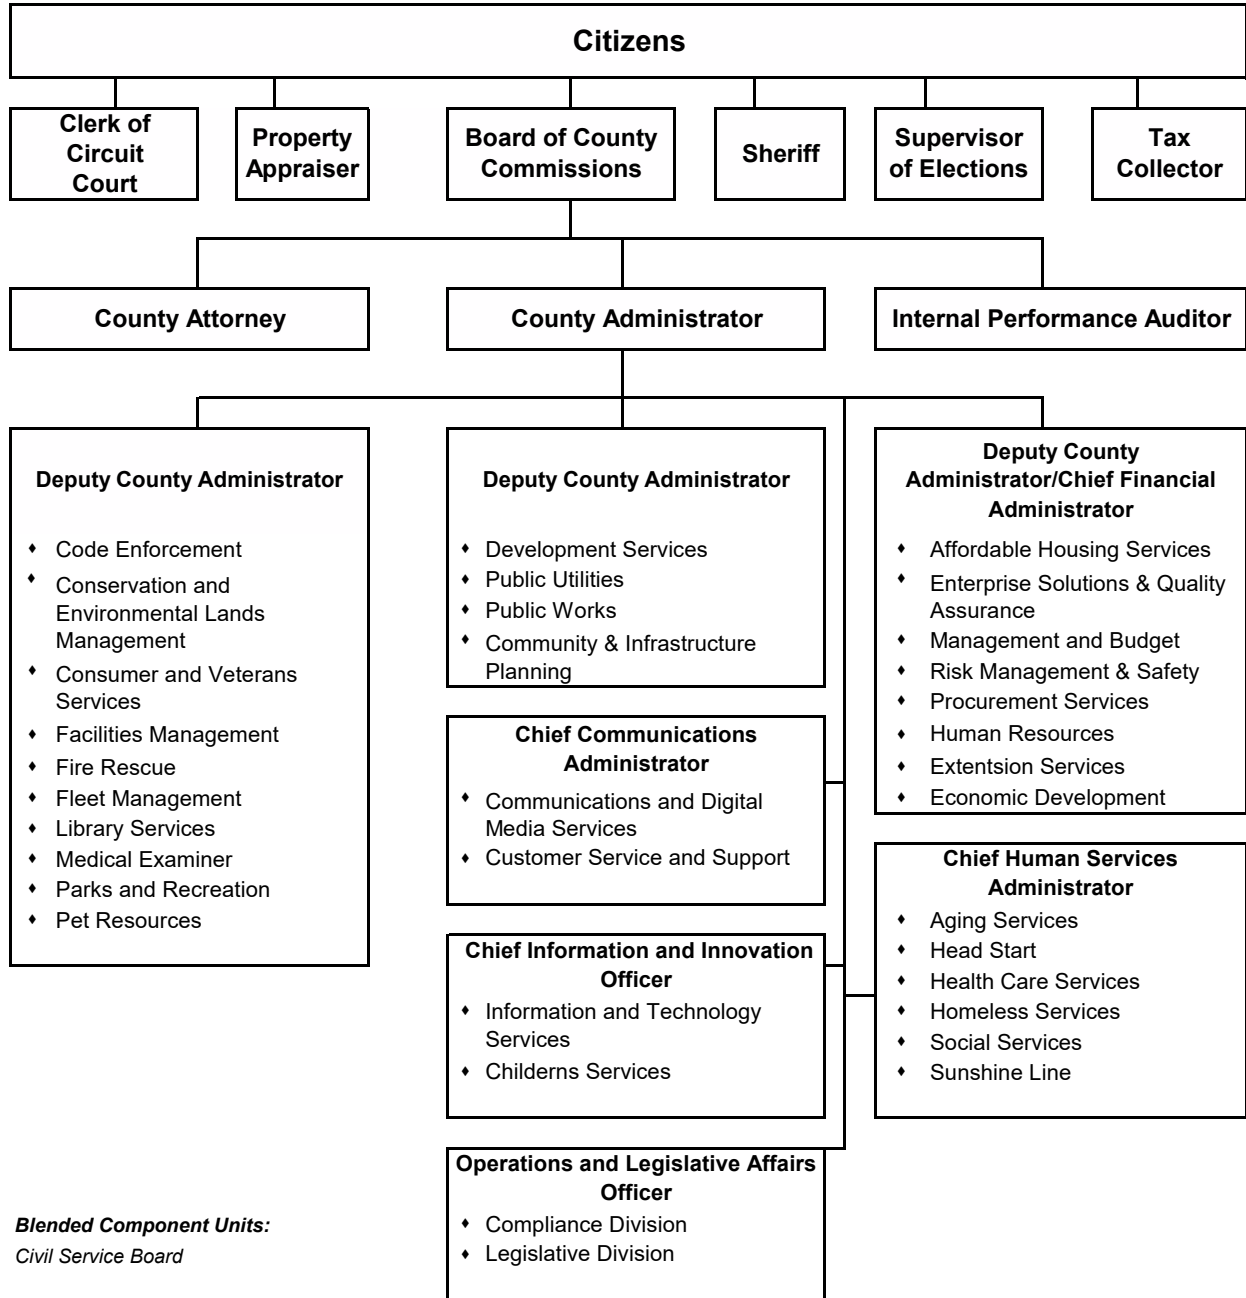 Citizens
Clerk of
Circuit
Court
Property
Appraiser
Board of County
Commissions
Sheriff
Supervisor
of Elections
Tax
Collector
County Attorney
County Administrator
Internal Performance Auditor
Deputy County Administrator
♦ Code Enforcement
♦ Conservation and
Environmental Lands
Management
♦ Consumer and Veterans
Services
♦ Facilities Management
♦ Fire Rescue
♦ Fleet Management
♦ Library Services
♦ Medical Examiner
♦ Parks and Recreation
♦ Pet Resources
Deputy County Administrator
♦ Development Services
♦ Public Utilities
♦ Public Works
♦ Community & Infrastructure
Planning
Chief Communications
Administrator
♦ Communications and Digital
Media Services
♦ Customer Service and Support
Chief Information and Innovation
Officer
♦ Information and Technology
Services
♦ Childerns Services
Operations and Legislative Affairs
Officer
♦ Compliance Division
♦ Legislative Division
Deputy County
Administrator/Chief Financial
Administrator
♦ Affordable Housing Services
♦ Enterprise Solutions & Quality
Assurance
♦ Management and Budget
♦ Risk Management & Safety
♦ Procurement Services
♦ Human Resources
♦ Extentsion Services
♦ Economic Development
Chief Human Services
Administrator
♦ Aging Services
♦ Head Start
♦ Health Care Services
♦ Homeless Services
♦ Social Services
♦ Sunshine Line
Blended Component Units:
Civil Service Board